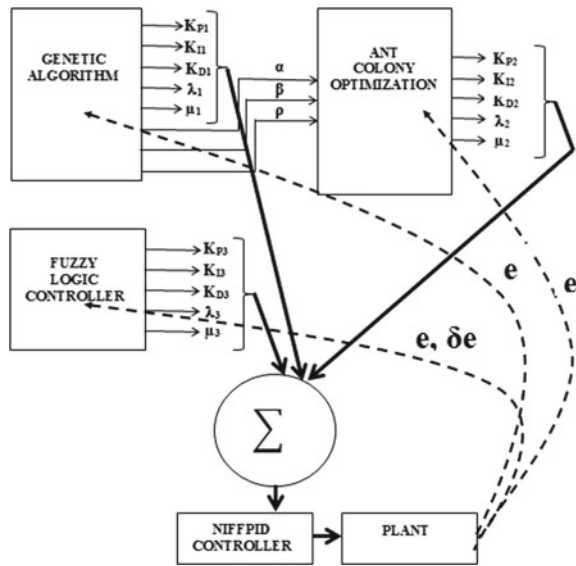 GENETIC
ALGORITHM
KP1
KI1
KD1
λ1
μ1
α
β
ρ
ANT
COLONY
OPTIMIZATION
KP2
KI2
KD2
λ2
μ2
FUZZY
LOGIC
CONTROLLER
KP3
KI3
KD3
λ3
μ3
e
e
e, δe
Σ
NIFFPID
CONTROLLER
PLANT